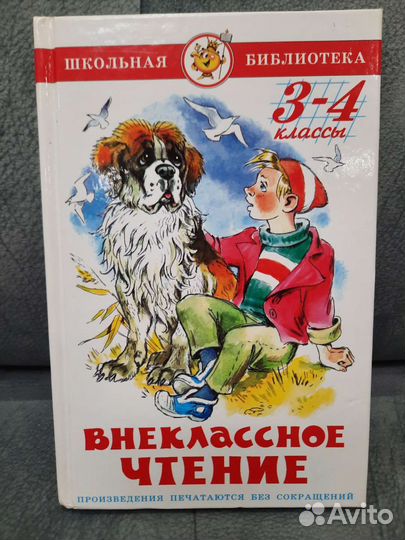 ШКОЛЬНАЯ БИБЛИОТЕКА
3-4
классы
ВНЕКЛАССНОЕ
ЧТЕНИЕ
ПРОИЗВЕДЕНИЯ ПЕЧАТАЮТСЯ БЕЗ СОКРАЩЕНИЙ
Avito